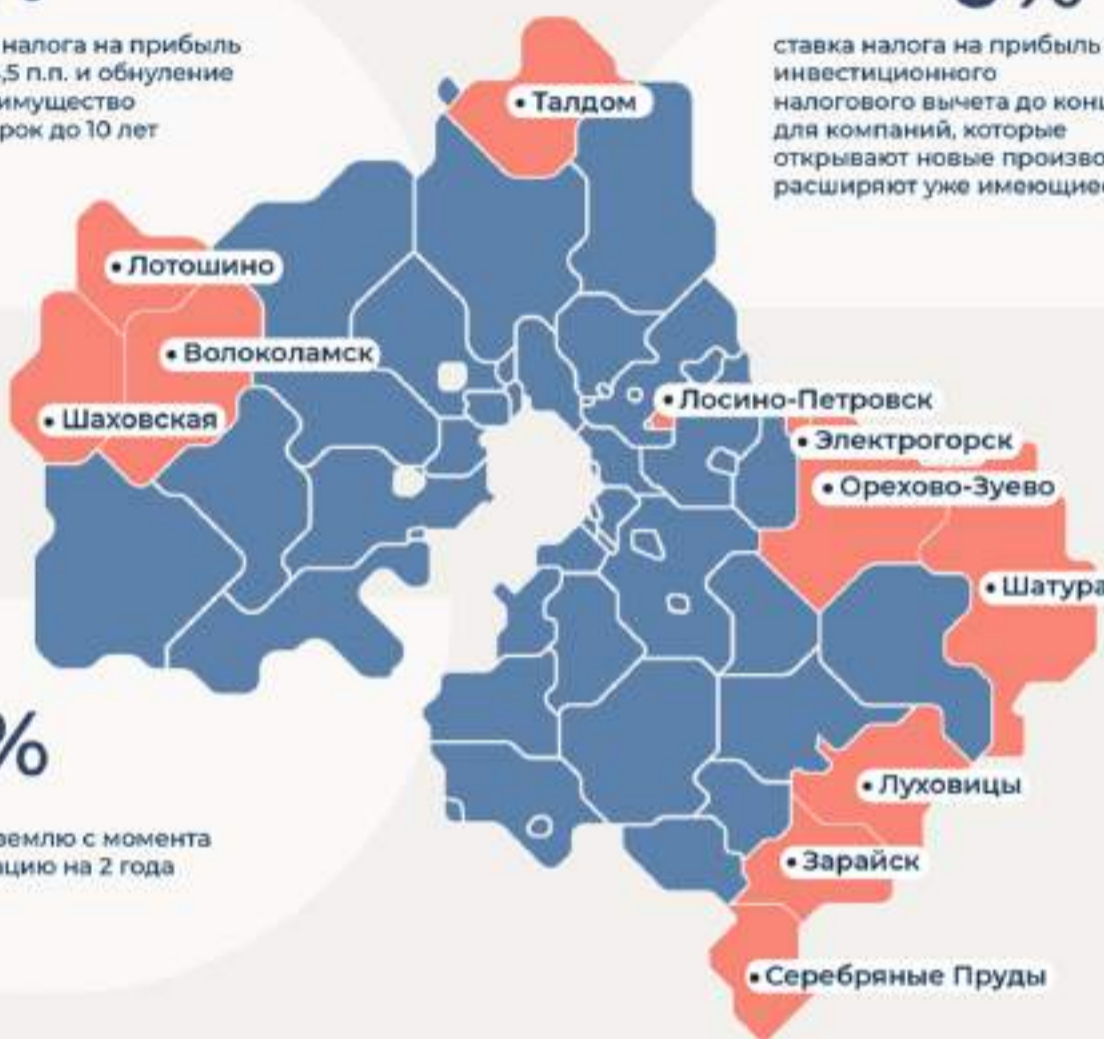 налога на прибыль
,5 п.п. и обнуление
имущество
рок до 10 лет
%
ставка налога на прибыль
инвестиционного
налогового вычета до конц
для компаний, которые
открывают новые произво
расширяют уже имеющиес
• Талдом
• Лотошино
• Волоколамск
• Шаховская
• Лосино-Петровск
• Электрогорск
• Орехово-Зуево
• Шатура
• Луховицы
• Зарайск
• Серебряные Пруды
%
землю с момента
ацию на 2 года